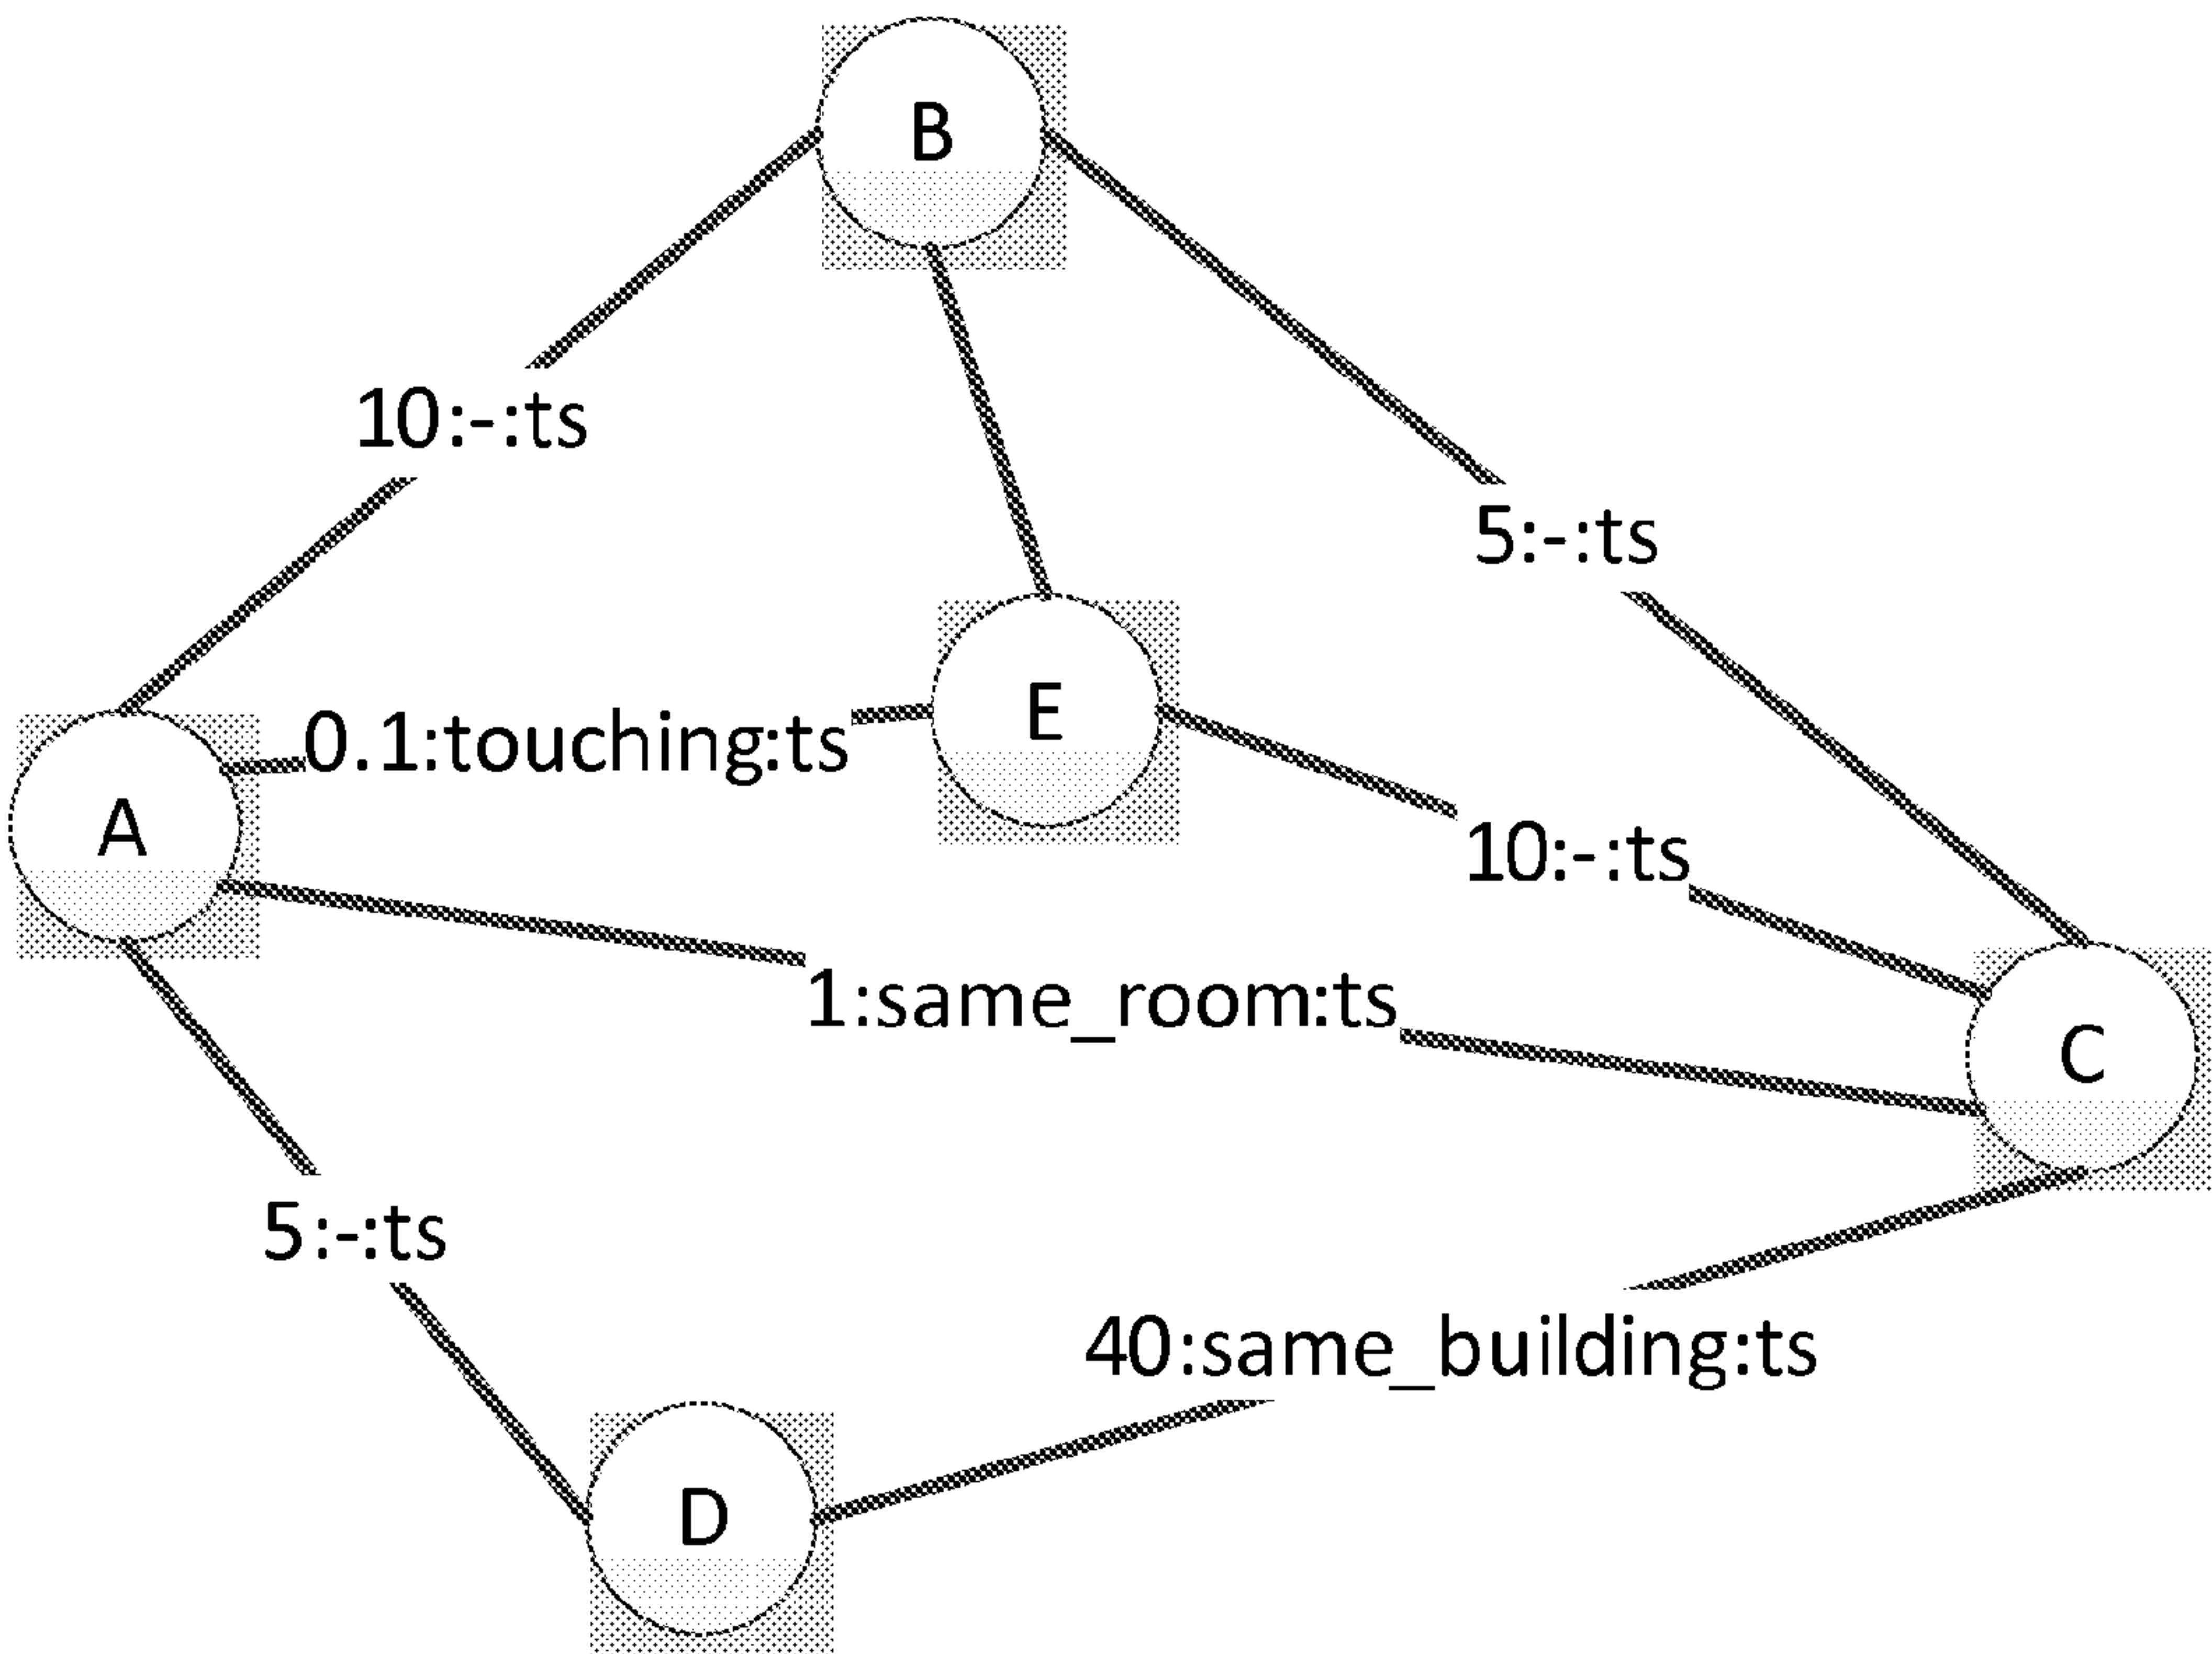 B
10:-:ts
5:-:ts
0.1:touching:ts
E
A
10:-:ts
1:same_room:ts
C
5:-:ts
40:same_building:ts
D